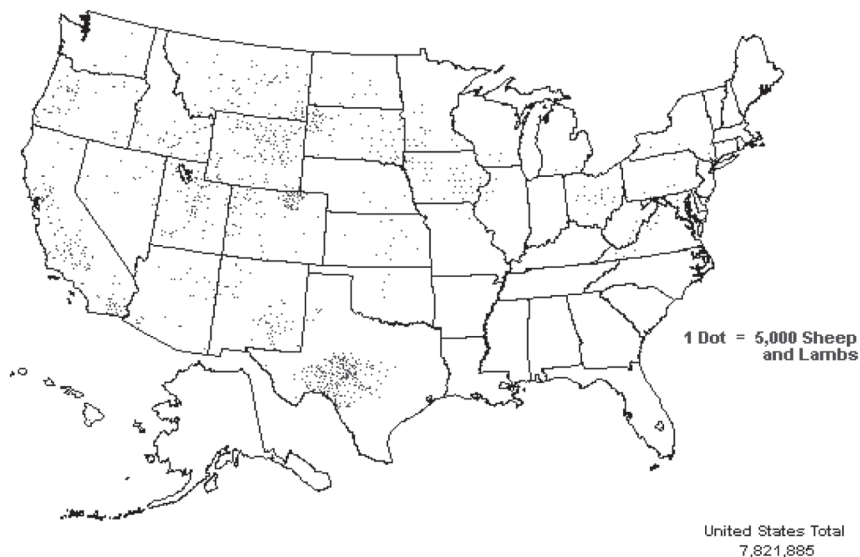 1 Dot = 5,000 Sheep
and Lambs
United States Total
7,821,885